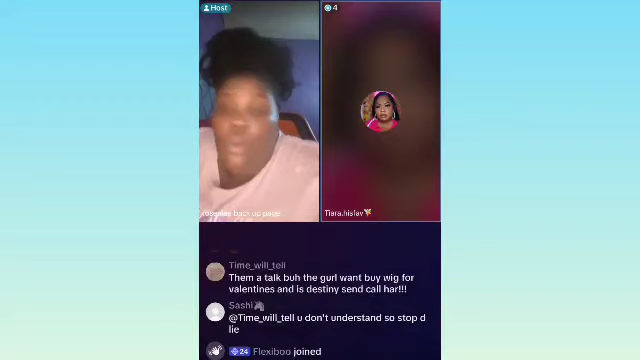 Host
4
back up page
Tiara.hisfav
Time_will_tell
Them a talk buh the gurl want buy wig for
valentines and is destiny send call har!!!
Sashi
@Time_will_tell u don't understand so stop d
lie
24 Flexiboo joined